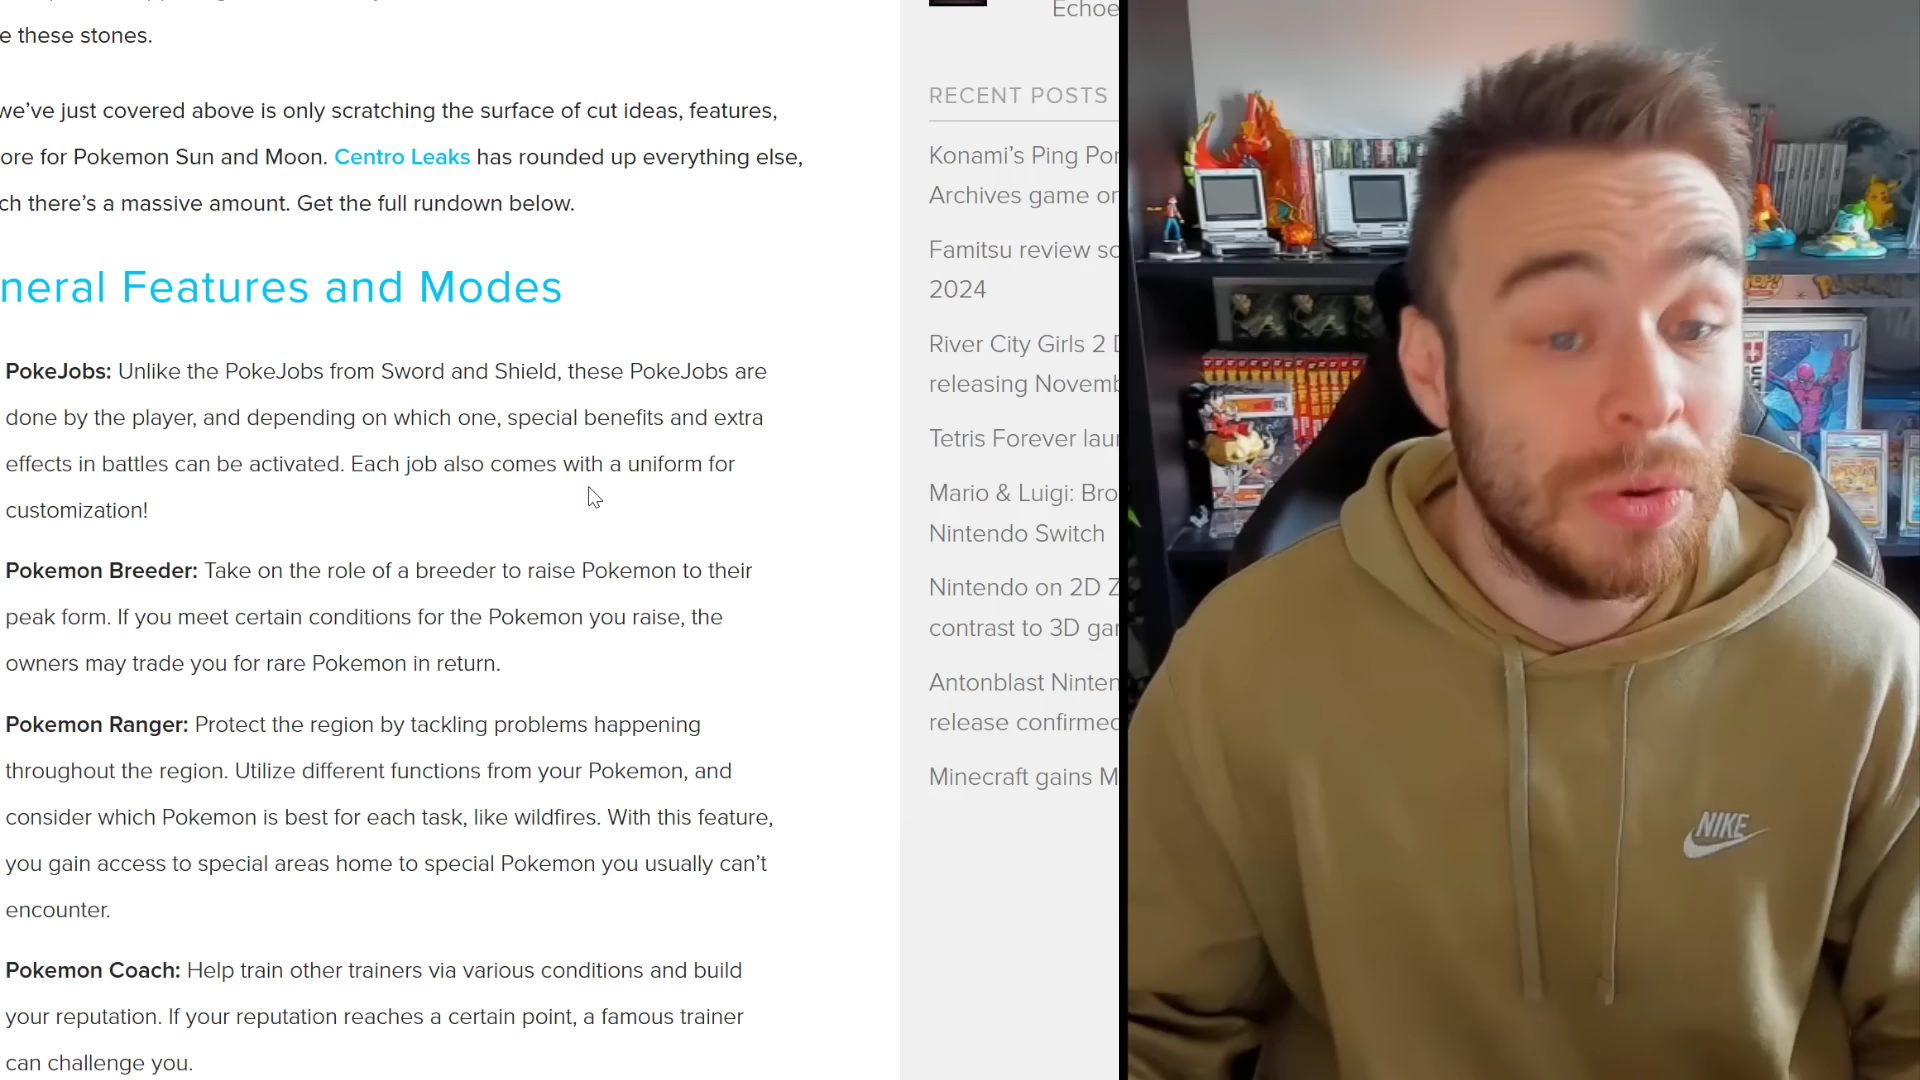 e these stones.
we’ve just covered above is only scratching the surface of cut ideas, features,
ore for Pokemon Sun and Moon. Centro Leaks has rounded up everything else,
ch there’s a massive amount. Get the full rundown below.
neral Features and Modes
PokeJobs: Unlike the PokeJobs from Sword and Shield, these PokeJobs are
done by the player, and depending on which one, special benefits and extra
effects in battles can be activated. Each job also comes with a uniform for
customization!
Pokemon Breeder: Take on the role of a breeder to raise Pokemon to their
peak form. If you meet certain conditions for the Pokemon you raise, the
owners may trade you for rare Pokemon in return.
Pokemon Ranger: Protect the region by tackling problems happening
throughout the region. Utilize different functions from your Pokemon, and
consider which Pokemon is best for each task, like wildfires. With this feature,
you gain access to special areas home to special Pokemon you usually can’t
encounter.
Pokemon Coach: Help train other trainers via various conditions and build
your reputation. If your reputation reaches a certain point, a famous trainer
can challenge you.
Echoe
RECENT POSTS
Konami’s Ping Por
Archives game or
Famitsu review sc
2024
River City Girls 2
releasing Novemb
Tetris Forever lau
Mario & Luigi: Bro
Nintendo Switch
Nintendo on 2D Z
contrast to 3D gar
Antonblast Ninten
release confirmed
Minecraft gains M
NIKE